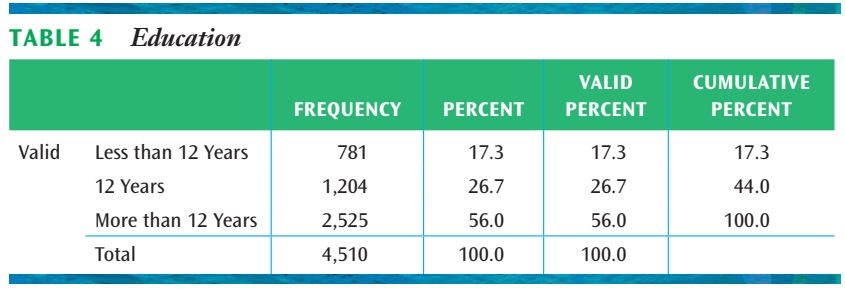 TABLE 4 Education
FREQUENCY PERCENT VALID PERCENT CUMULATIVE PERCENT
Valid Less than 12 Years 781 17.3 17.3 17.3
12 Years 1,204 26.7 26.7 44.0
More than 12 Years 2,525 56.0 56.0 100.0
Total 4,510 100.0 100.0